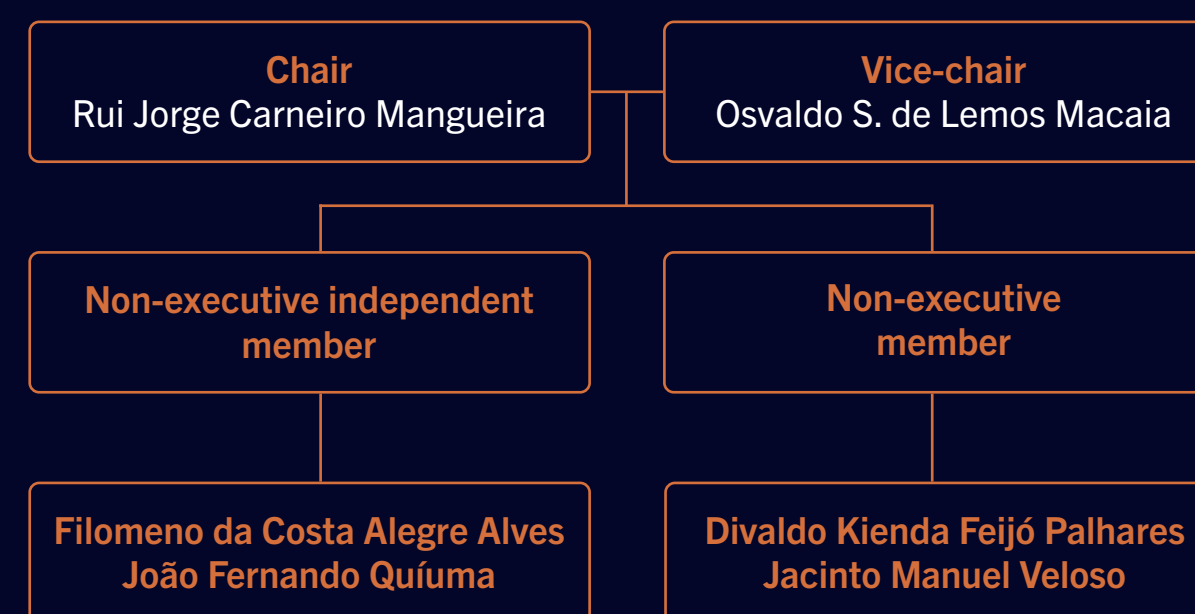 Chair
Rui Jorge Carneiro Mangueira
Vice-chair
Osvaldo S. de Lemos Macaia
Non-executive independent
member
Non-executive
member
Filomeno da Costa Alegre Alves
João Fernando Quíuma
Divaldo Kienda Feijó Palhares
Jacinto Manuel Veloso